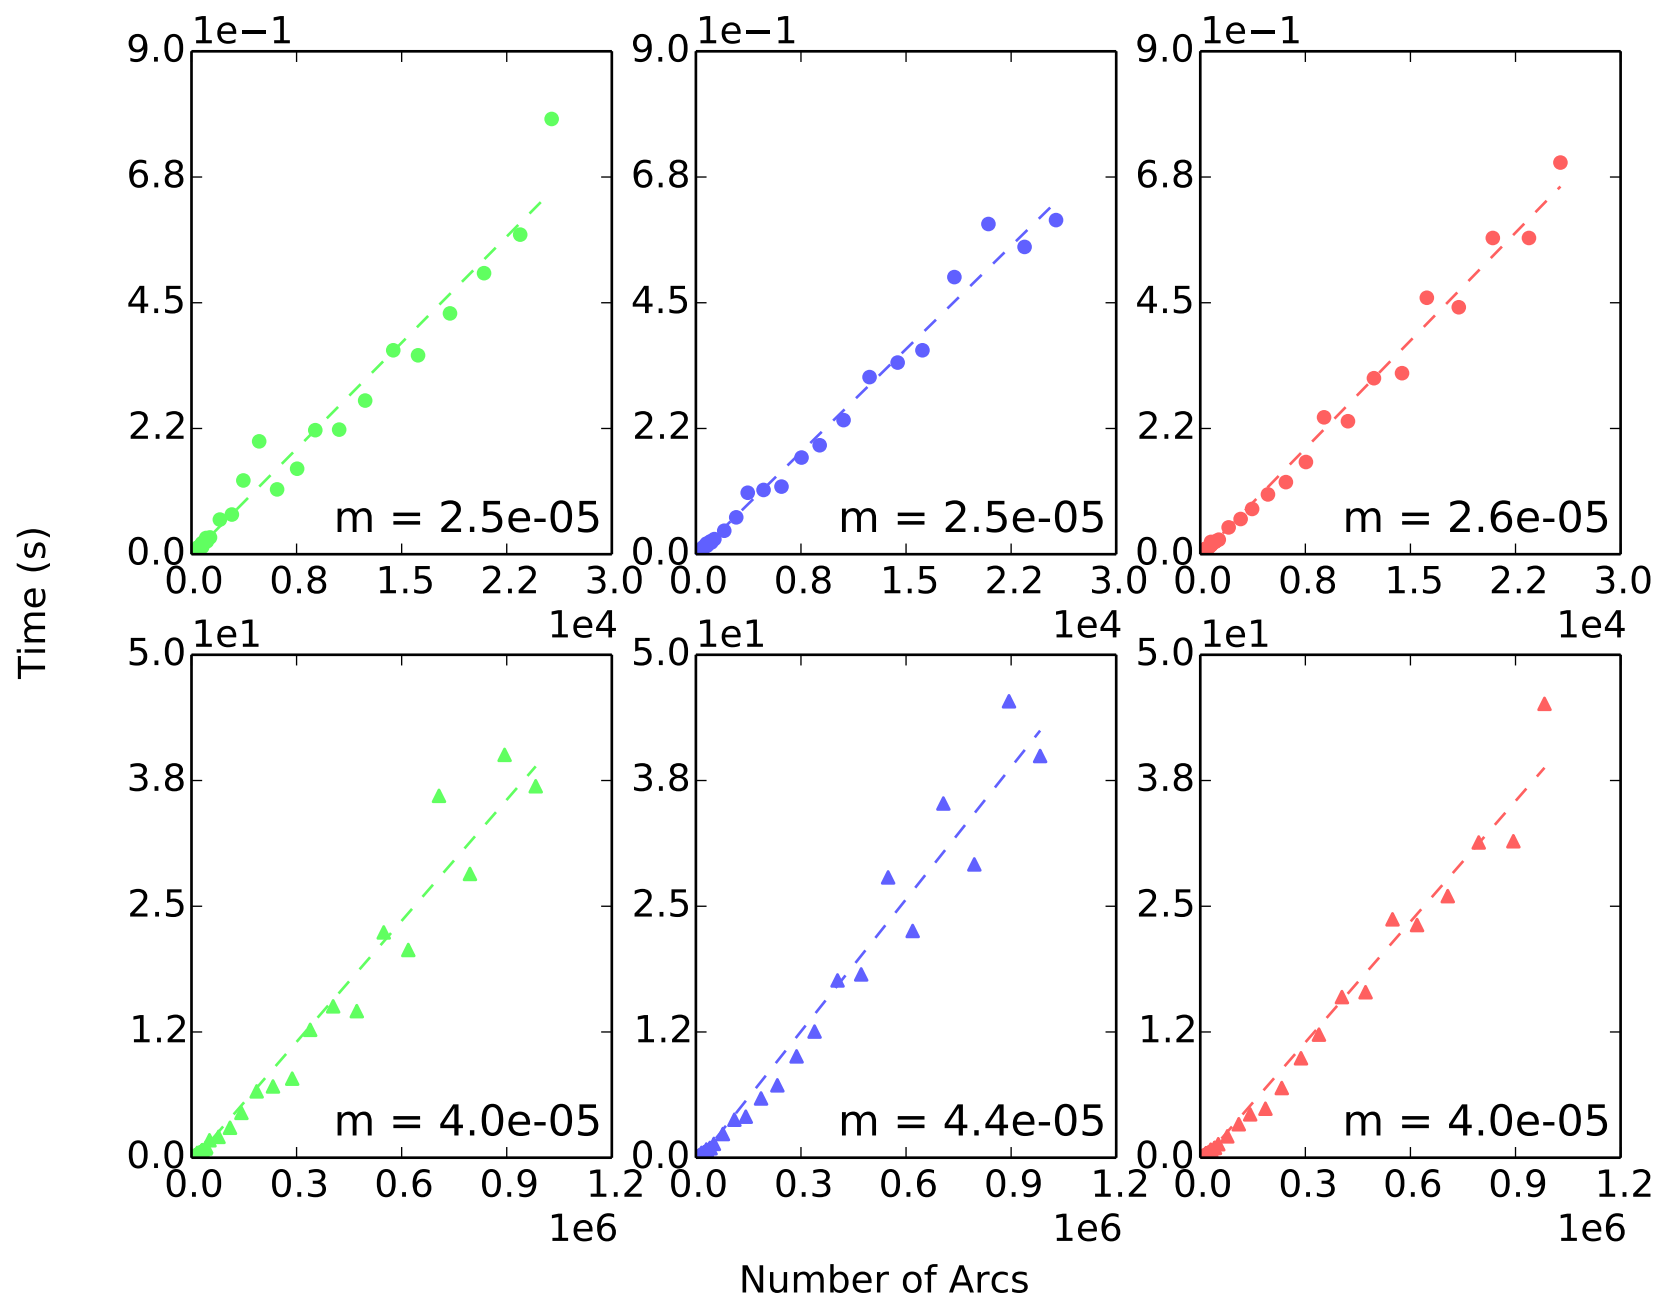 1e−1 1e−1 1e−1
9.0 9.0 9.0
6.8 6.8 6.8
4.5 4.5 4.5
2.2 2.2 2.2
m = 2.5e-05 m = 2.5e-05 m = 2.6e-05
0.0 0.0 0.0
0.0 0.8 1.5 2.2 3.0 0.0 0.8 1.5 2.2 3.0 0.0 0.8 1.5 2.2 3.0
1e4 1e4 1e4
Time (s)
1e1 1e1 1e1
5.0 5.0 5.0
3.8 3.8 3.8
2.5 2.5 2.5
1.2 1.2 1.2
m = 4.0e-05 m = 4.4e-05 m = 4.0e-05
0.0 0.0 0.0
0.0 0.3 0.6 0.9 1.2 0.0 0.3 0.6 0.9 1.2 0.0 0.3 0.6 0.9 1.2
1e6 1e6 1e6
Number of Arcs